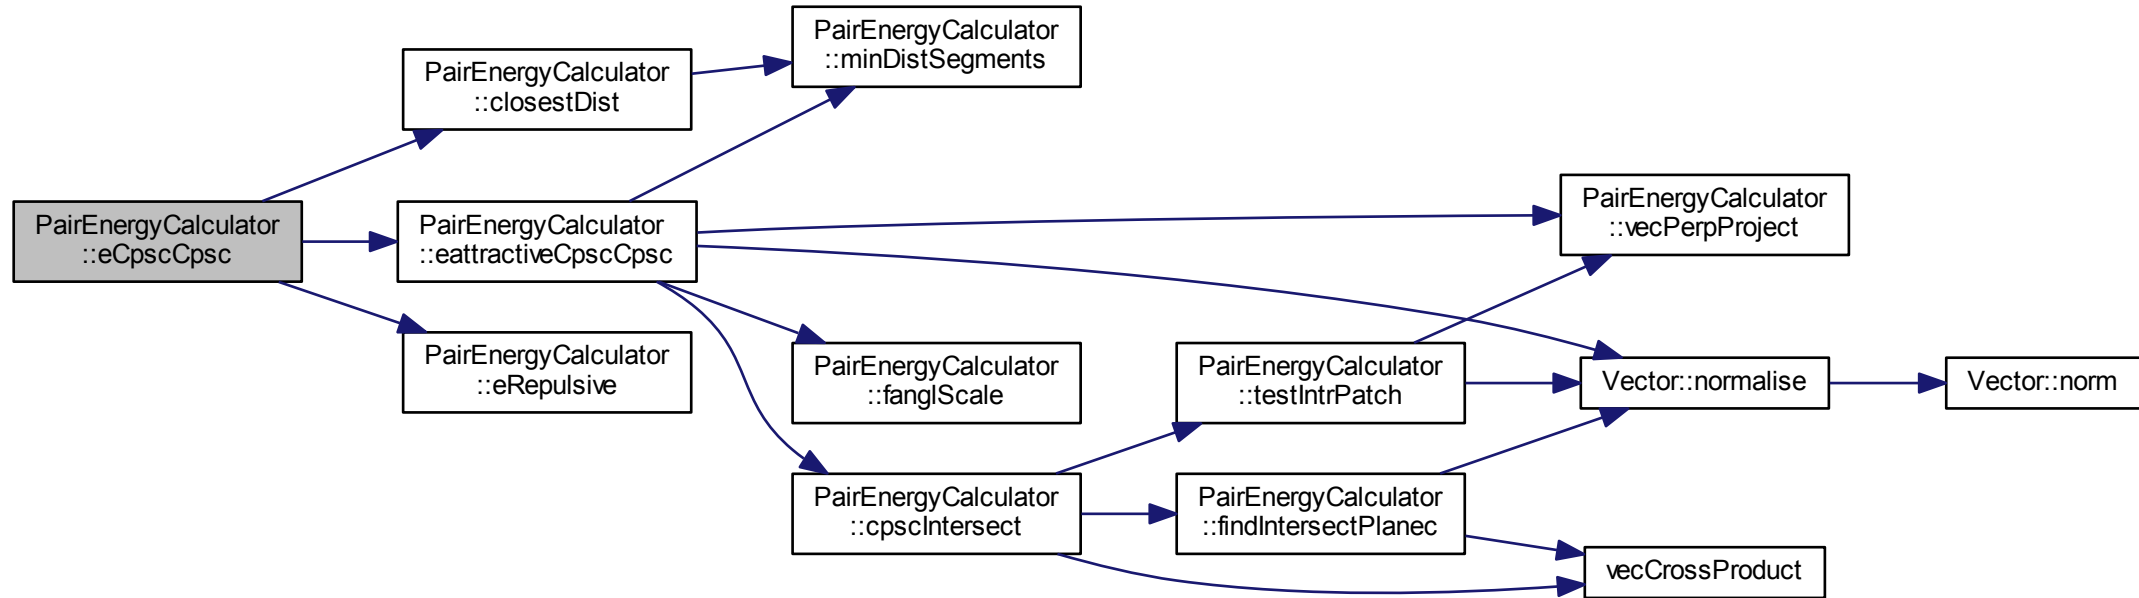 PairEnergyCalculator
::eCpscCpsc
PairEnergyCalculator
::closestDist
PairEnergyCalculator
::eattractiveCpscCpsc
PairEnergyCalculator
::eRepulsive
PairEnergyCalculator
::minDistSegments
PairEnergyCalculator
::fanglScale
PairEnergyCalculator
::cpscIntersect
PairEnergyCalculator
::testIntrPatch
PairEnergyCalculator
::findIntersectPlanec
PairEnergyCalculator
::vecPerpProject
Vector::normalise
vecCrossProduct
Vector::norm